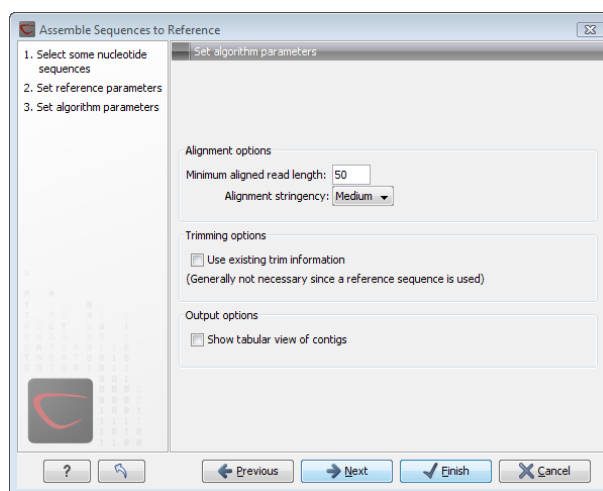 Assemble Sequences to Reference
1. Select some nucleotide
sequences
2. Set reference parameters
3. Set algorithm parameters
Set algorithm parameters
Alignment options
Minimum aligned read length: 50
Alignment stringency: Medium
Trimming options
Use existing trim information
(Generally not necessary since a reference sequence is used)
Output options
Show tabular view of contigs
?
Previous
Next
Finish
Cancel